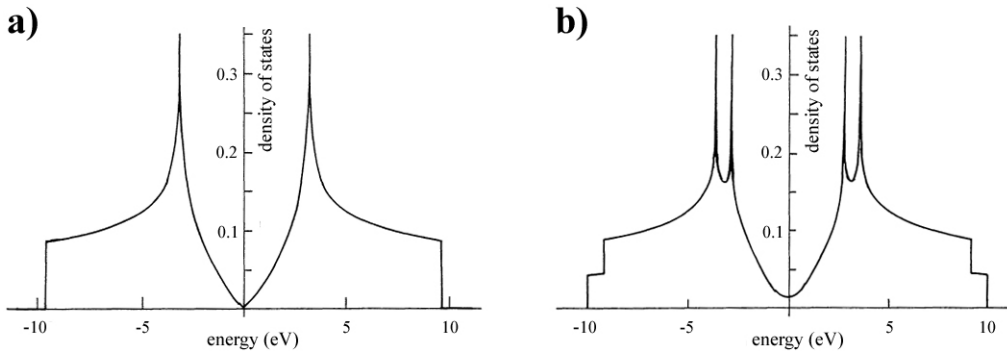 a)
density of states
0.3
0.2
0.1
-10 -5 0 5 10
energy (eV)
b)
density of states
0.3
0.2
0.1
-10 -5 0 5 10
energy (eV)